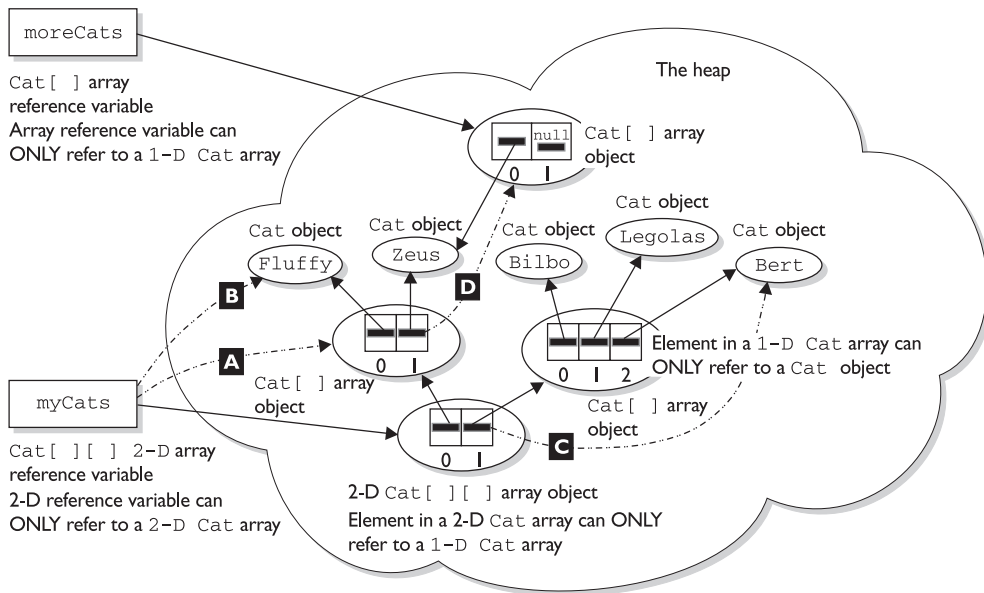 moreCats
Cat[ ] array
reference variable
Array reference variable can
ONLY refer to a 1-D Cat array
The heap
null
0 1
Cat[ ] array
object
Cat object
Fluffy
Cat object
Zeus
Cat object
Bilbo
Cat object
Legolas
Cat object
Bert
B
D
A
0 1
Cat[ ] array
object
0 1 2
Element in a 1-D Cat array can
ONLY refer to a Cat object
Cat[ ] array
object
C
myCats
Cat[ ][ ] 2-D array
reference variable
2-D reference variable can
ONLY refer to a 2-D Cat array
0 1
2-D Cat[ ][ ] array object
Element in a 2-D Cat array can ONLY
refer to a 1-D Cat array